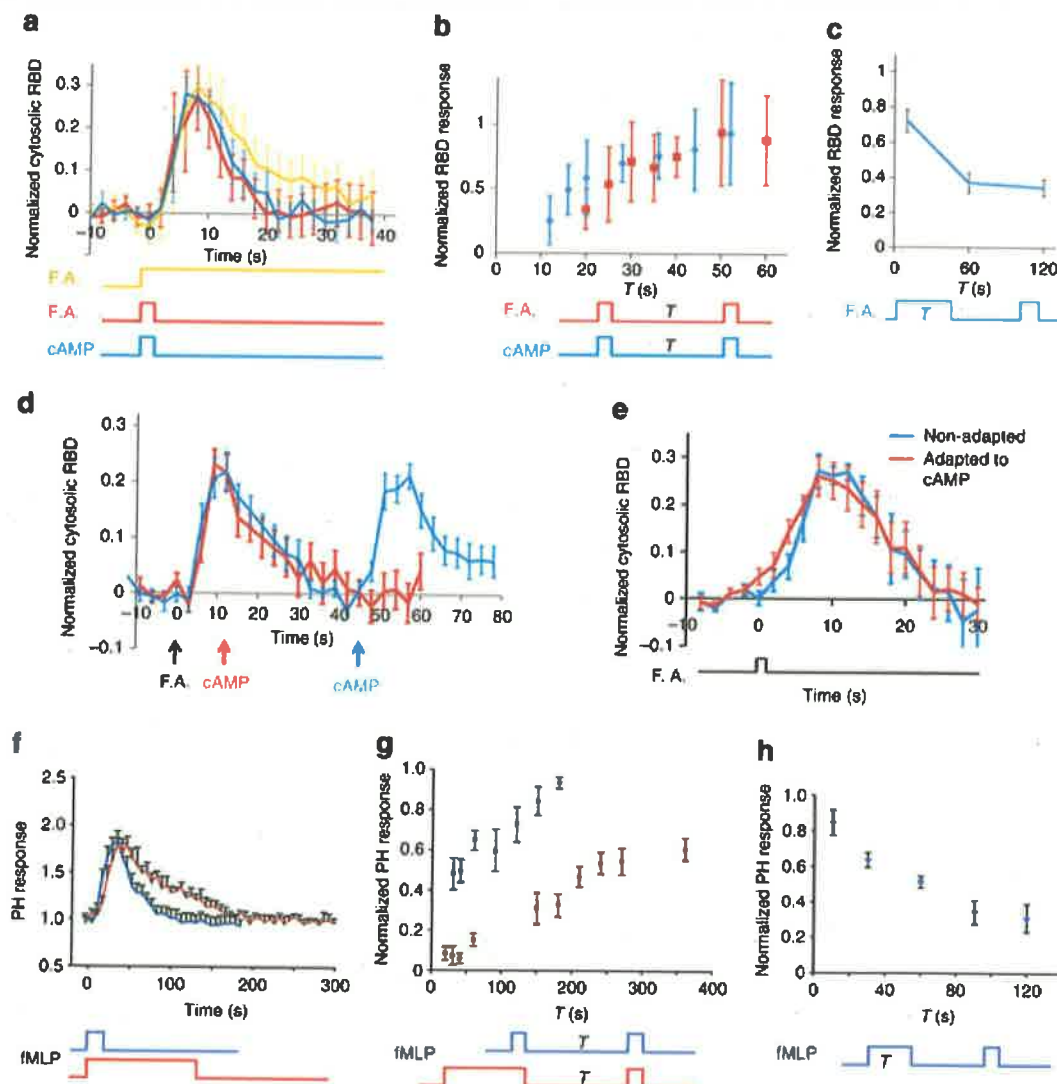 a
Normalized cytosolic RBD
0.3
0.2
0.1
0
−10 0 10 20 30 40
Time (s)
F.A.
F.A.
cAMP
b
Normalized RBD response
1
0.5
0
10 20 30 40 50 60
T (s)
F.A. T
cAMP T
c
Normalized RBD response
1
0.8
0.6
0.4
0.2
0
0 60 120
T (s)
F.A. T
d
Normalized cytosolic RBD
0.3
0.2
0.1
0
−0.1
−10 0 10 20 30 40 50 60 70 80
Time (s)
F.A. cAMP cAMP
e
Normalized cytosolic RBD
0.3
0.2
0.1
0
−0.1
−10 0 10 20 30
Non-adapted
Adapted to
cAMP
F.A.
Time (s)
f
PH response
2.5
2.0
1.5
1.0
0.5
0 100 200 300
Time (s)
fMLP
g
Normalized PH response
1.0
0.8
0.6
0.4
0.2
0
0 100 200 300 400
T (s)
fMLP
T
T
h
Normalized PH response
1.0
0.8
0.6
0.4
0.2
0
0 40 80 120
T (s)
fMLP T